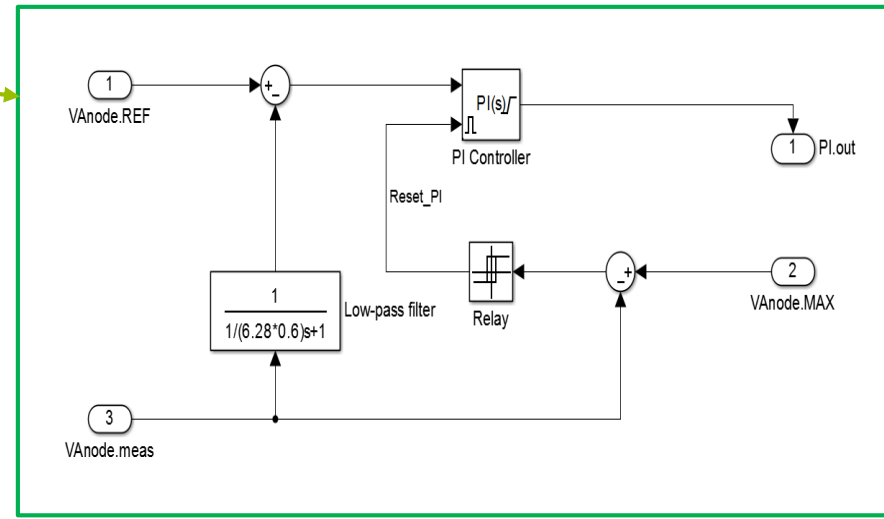 1
VAnode.REF
+
-
PI(s)
PI Controller
1
PI.out
Reset_PI
1
1/(6.28*0.6)s+1
Low-pass filter
Relay
-
+
2
VAnode.MAX
3
VAnode.meas